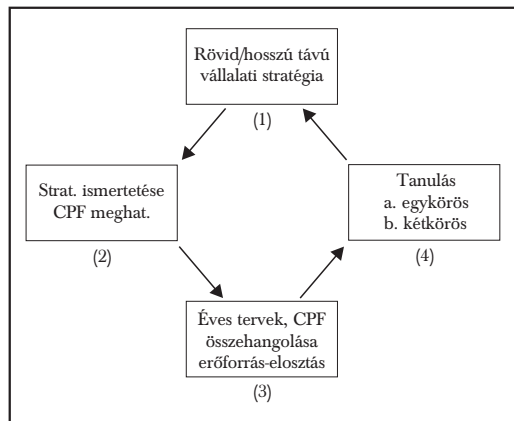 Rövid/hosszú távú
vállalati stratégia
(1)
Strat. ismertetése
CPF meghat.
(2)
Éves tervek, CPF
összehangolása
erőforrás-elosztás
(3)
Tanulás
a. egykörös
b. kétkörös
(4)